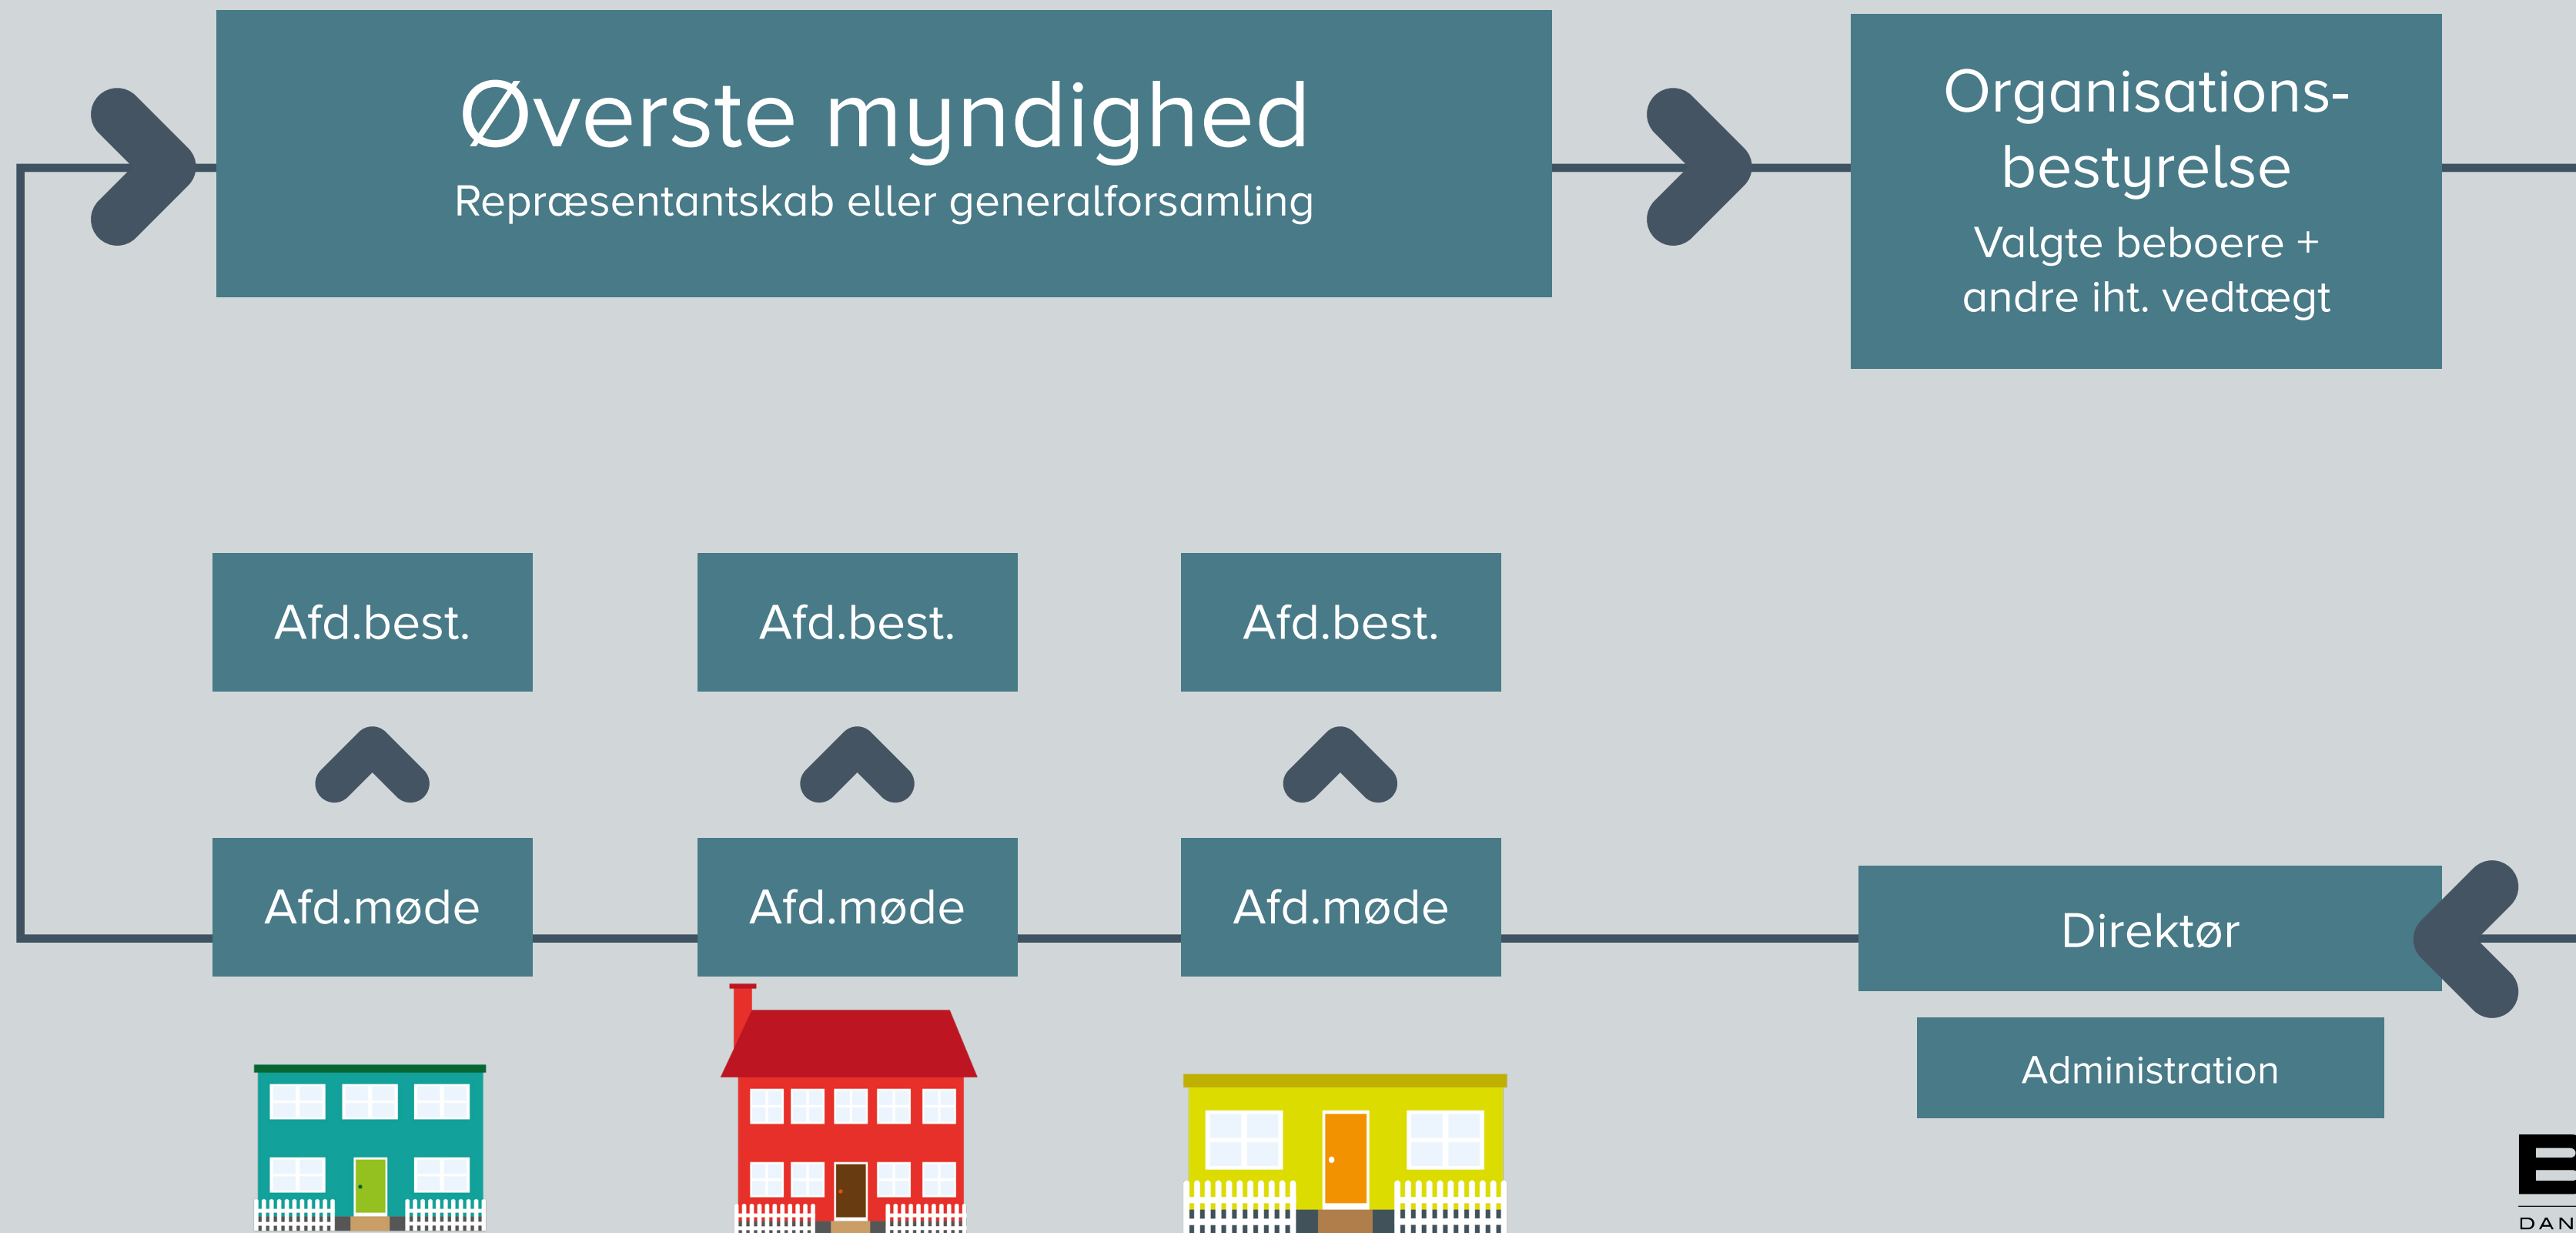 Øverste myndighed
Repræsentantskab eller generalforsamling
Organisations-
bestyrelse
Valgte beboere +
andre iht. vedtægt
Afd.best.
Afd.best.
Afd.best.
Afd.møde
Afd.møde
Afd.møde
Direktør
Administration